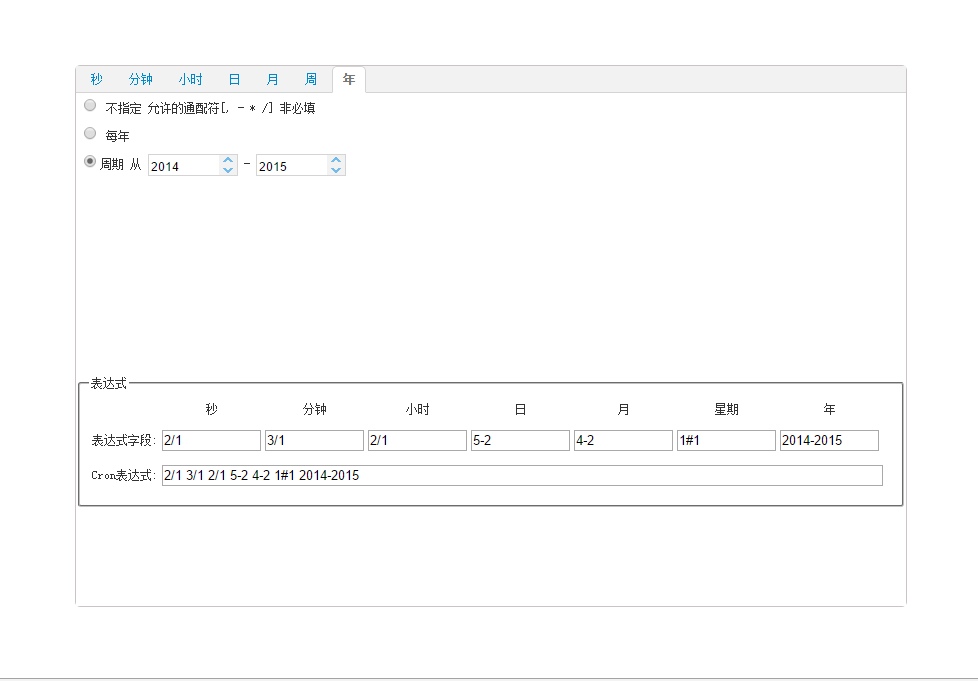 秒 分钟 小时 日 月 周 年
不指定 允许的通配符[, - * /] 非必填
每年
周期 从 2014 - 2015
表达式
秒 分钟 小时 日 月 星期 年
表达式字段: 2/1 3/1 2/1 5-2 4-2 1#1 2014-2015
Cron表达式: 2/1 3/1 2/1 5-2 4-2 1#1 2014-2015